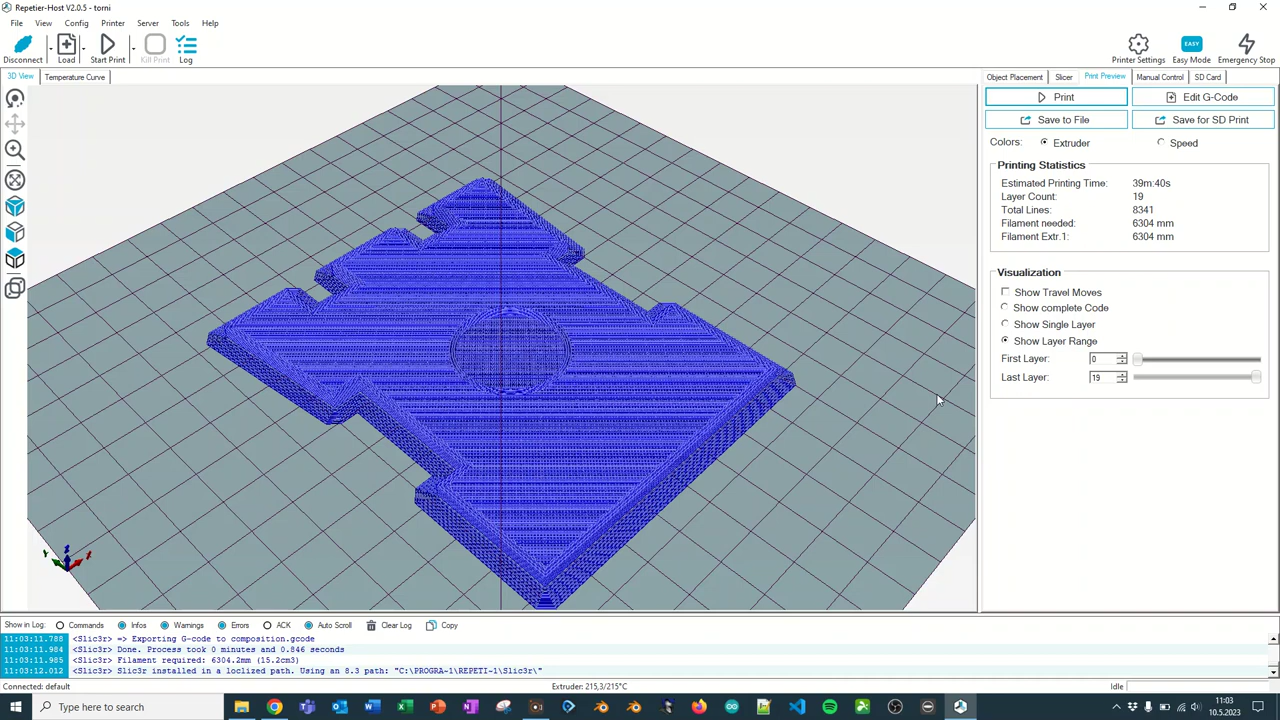 Repetier-Host V2.0.5 - torni
File View Config Printer Server Tools Help
Disconnect Load Start Print Kill Print Log Printer Settings EASY Easy Mode Emergency Stop
3D View Temperature Curve Object Placement Slicer Print Preview Manual Control SD Card
Print Edit G-Code
Save to File Save for SD Print
Colors: Extruder Speed
Printing Statistics
Estimated Printing Time: 39m:40s
Layer Count: 19
Total Lines: 8341
Filament needed: 6304 mm
Filament Extr.1: 6304 mm
Visualization
Show Travel Moves
Show complete Code
Show Single Layer
Show Layer Range
First Layer: 0
Last Layer: 19
Show in Log: Commands Infos Warnings Errors ACK Auto Scroll Clear Log Copy
11:03:11.788 <Slic3r> => Exporting G-code to composition.gcode
11:03:11.984 <Slic3r> Done. Process took 0 minutes and 0.846 seconds
11:03:11.985 <Slic3r> Filament required: 6304.2mm (15.2cm3)
11:03:12.012 <Slic3r> Slic3r installed in a loclized path. Using an 8.3 path: "C:\PROGRA~1\REPETI~1\Slic3r\"
Connected: default Extruder: 215,3/215°C Idle
Type here to search
11:03
10.5.2023